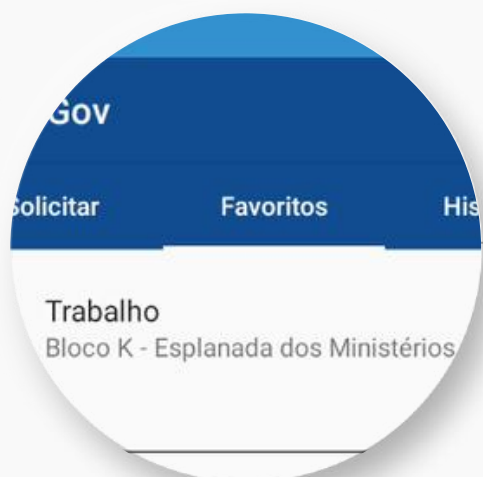 Gov
Solicitar Favoritos His
Trabalho
Bloco K - Esplanada dos Ministérios